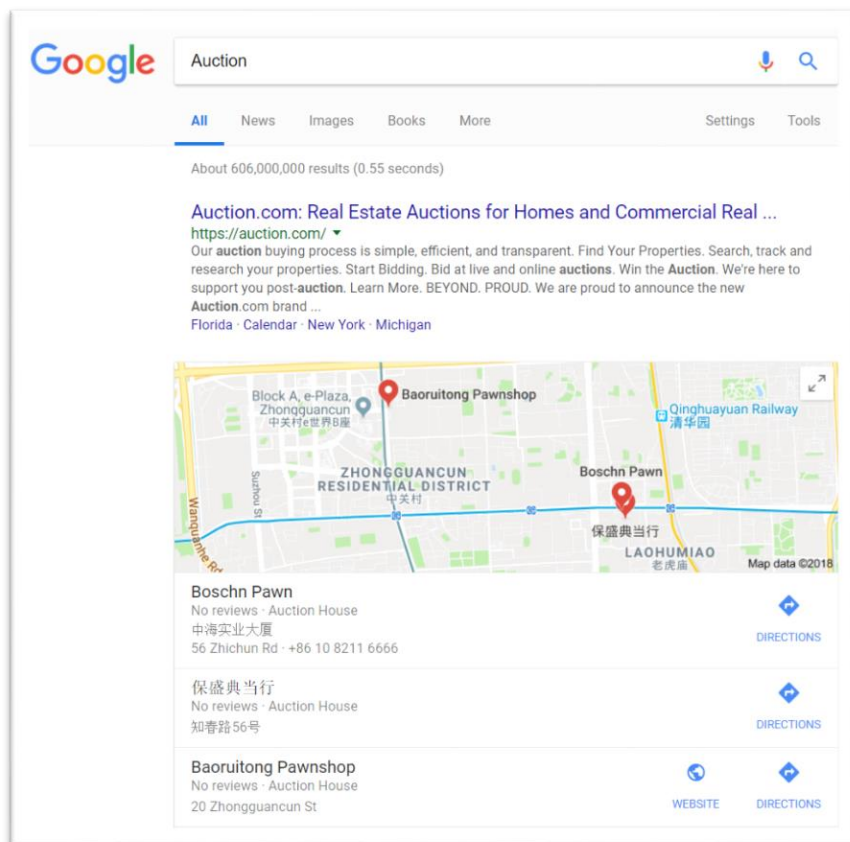 Google
Auction
All News Images Books More Settings Tools
About 606,000,000 results (0.55 seconds)
Auction.com: Real Estate Auctions for Homes and Commercial Real ...
https://auction.com/
Our auction buying process is simple, efficient, and transparent. Find Your Properties. Search, track and
research your properties. Start Bidding. Bid at live and online auctions. Win the Auction. We're here to
support you post-auction. Learn More. BEYOND. PROUD. We are proud to announce the new
Auction.com brand ...
Florida · Calendar · New York · Michigan
Block A, e-Plaza,
Zhongguancun
中关村e世界B座
Baoruitong Pawnshop
Qinghuayuan Railway
清华园
Suzhou St
ZHONGGUANCUN
RESIDENTIAL DISTRICT
中关村
Boschn Pawn
Wanquanhe Rd
保盛典当行
LAOHUMIAO
老虎庙
Map data ©2018
Boschn Pawn
No reviews · Auction House
中海实业大厦
56 Zhichun Rd · +86 10 8211 6666
DIRECTIONS
保盛典当行
No reviews · Auction House
知春路56号
DIRECTIONS
Baoruitong Pawnshop
No reviews · Auction House
20 Zhongguancun St
WEBSITE DIRECTIONS